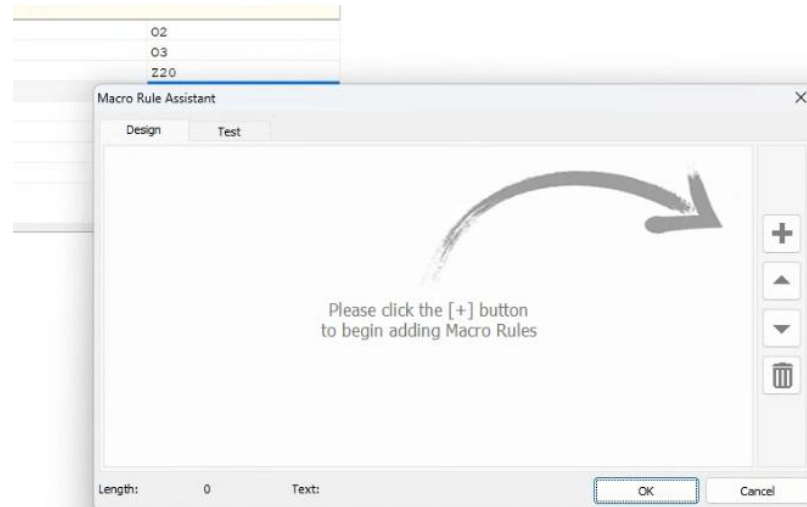 O2
O3
Z20
Macro Rule Assistant
Design Test
Please click the [+] button
to begin adding Macro Rules
Length: 0 Text: OK Cancel